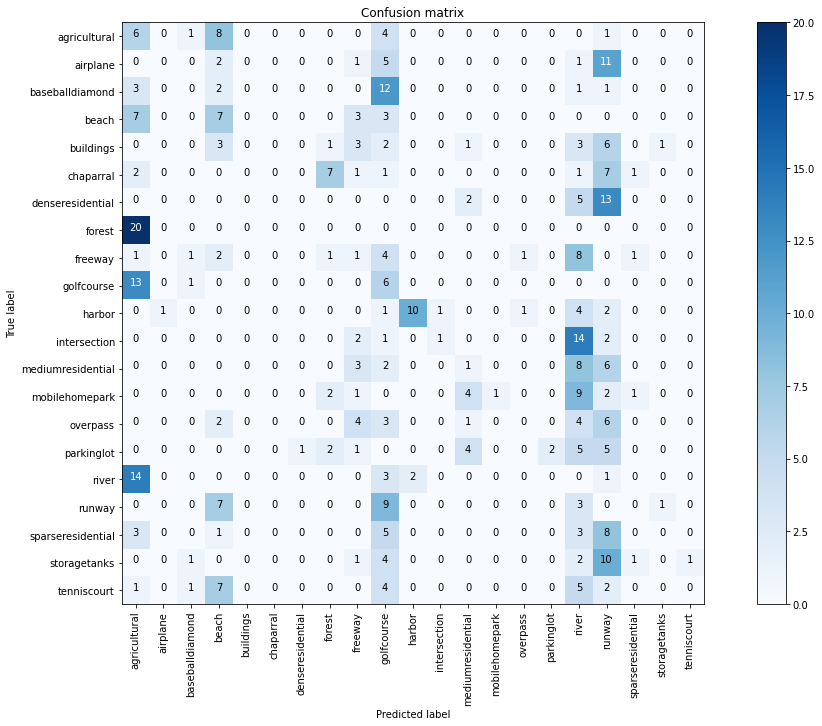 Confusion matrix
True label
agricultural 6 0 1 8 0 0 0 0 0 4 0 0 0 0 0 0 0 1 0 0 0
airplane 0 0 0 2 0 0 0 0 1 5 0 0 0 0 0 0 1 11 0 0 0
baseballdiamond 3 0 0 2 0 0 0 0 0 12 0 0 0 0 0 0 1 1 0 0 0
beach 7 0 0 7 0 0 0 0 3 3 0 0 0 0 0 0 0 0 0 0 0
buildings 0 0 0 3 0 0 0 1 3 2 0 0 1 0 0 0 3 6 0 1 0
chaparral 2 0 0 0 0 0 0 7 1 1 0 0 0 0 0 0 1 7 1 0 0
denseresidential 0 0 0 0 0 0 0 0 0 0 0 0 2 0 0 0 5 13 0 0 0
forest 20 0 0 0 0 0 0 0 0 0 0 0 0 0 0 0 0 0 0 0 0
freeway 1 0 1 2 0 0 0 1 1 4 0 0 0 0 1 0 8 0 1 0 0
golfcourse 13 0 1 0 0 0 0 0 0 6 0 0 0 0 0 0 0 0 0 0 0
harbor 0 1 0 0 0 0 0 0 0 1 10 1 0 0 1 0 4 2 0 0 0
intersection 0 0 0 0 0 0 0 0 2 1 0 1 0 0 0 0 14 2 0 0 0
mediumresidential 0 0 0 0 0 0 0 0 3 2 0 0 1 0 0 0 8 6 0 0 0
mobilehomepark 0 0 0 0 0 0 0 2 1 0 0 0 4 1 0 0 9 2 1 0 0
overpass 0 0 0 2 0 0 0 0 4 3 0 0 1 0 0 0 4 6 0 0 0
parkinglot 0 0 0 0 0 0 1 2 1 0 0 0 4 0 0 2 5 5 0 0 0
river 14 0 0 0 0 0 0 0 0 3 2 0 0 0 0 0 0 1 0 0 0
runway 0 0 0 7 0 0 0 0 0 9 0 0 0 0 0 0 3 0 0 1 0
sparseresidential 3 0 0 1 0 0 0 0 0 5 0 0 0 0 0 0 3 8 0 0 0
storagetanks 0 0 1 0 0 0 0 0 1 4 0 0 0 0 0 0 2 10 1 0 1
tenniscourt 1 0 1 7 0 0 0 0 0 4 0 0 0 0 0 0 5 2 0 0 0
agricultural
airplane
baseballdiamond
beach
buildings
chaparral
denseresidential
forest
freeway
golfcourse
harbor
intersection
mediumresidential
mobilehomepark
overpass
parkinglot
river
runway
sparseresidential
storagetanks
tenniscourt
Predicted label
20.0
17.5
15.0
12.5
10.0
7.5
5.0
2.5
0.0